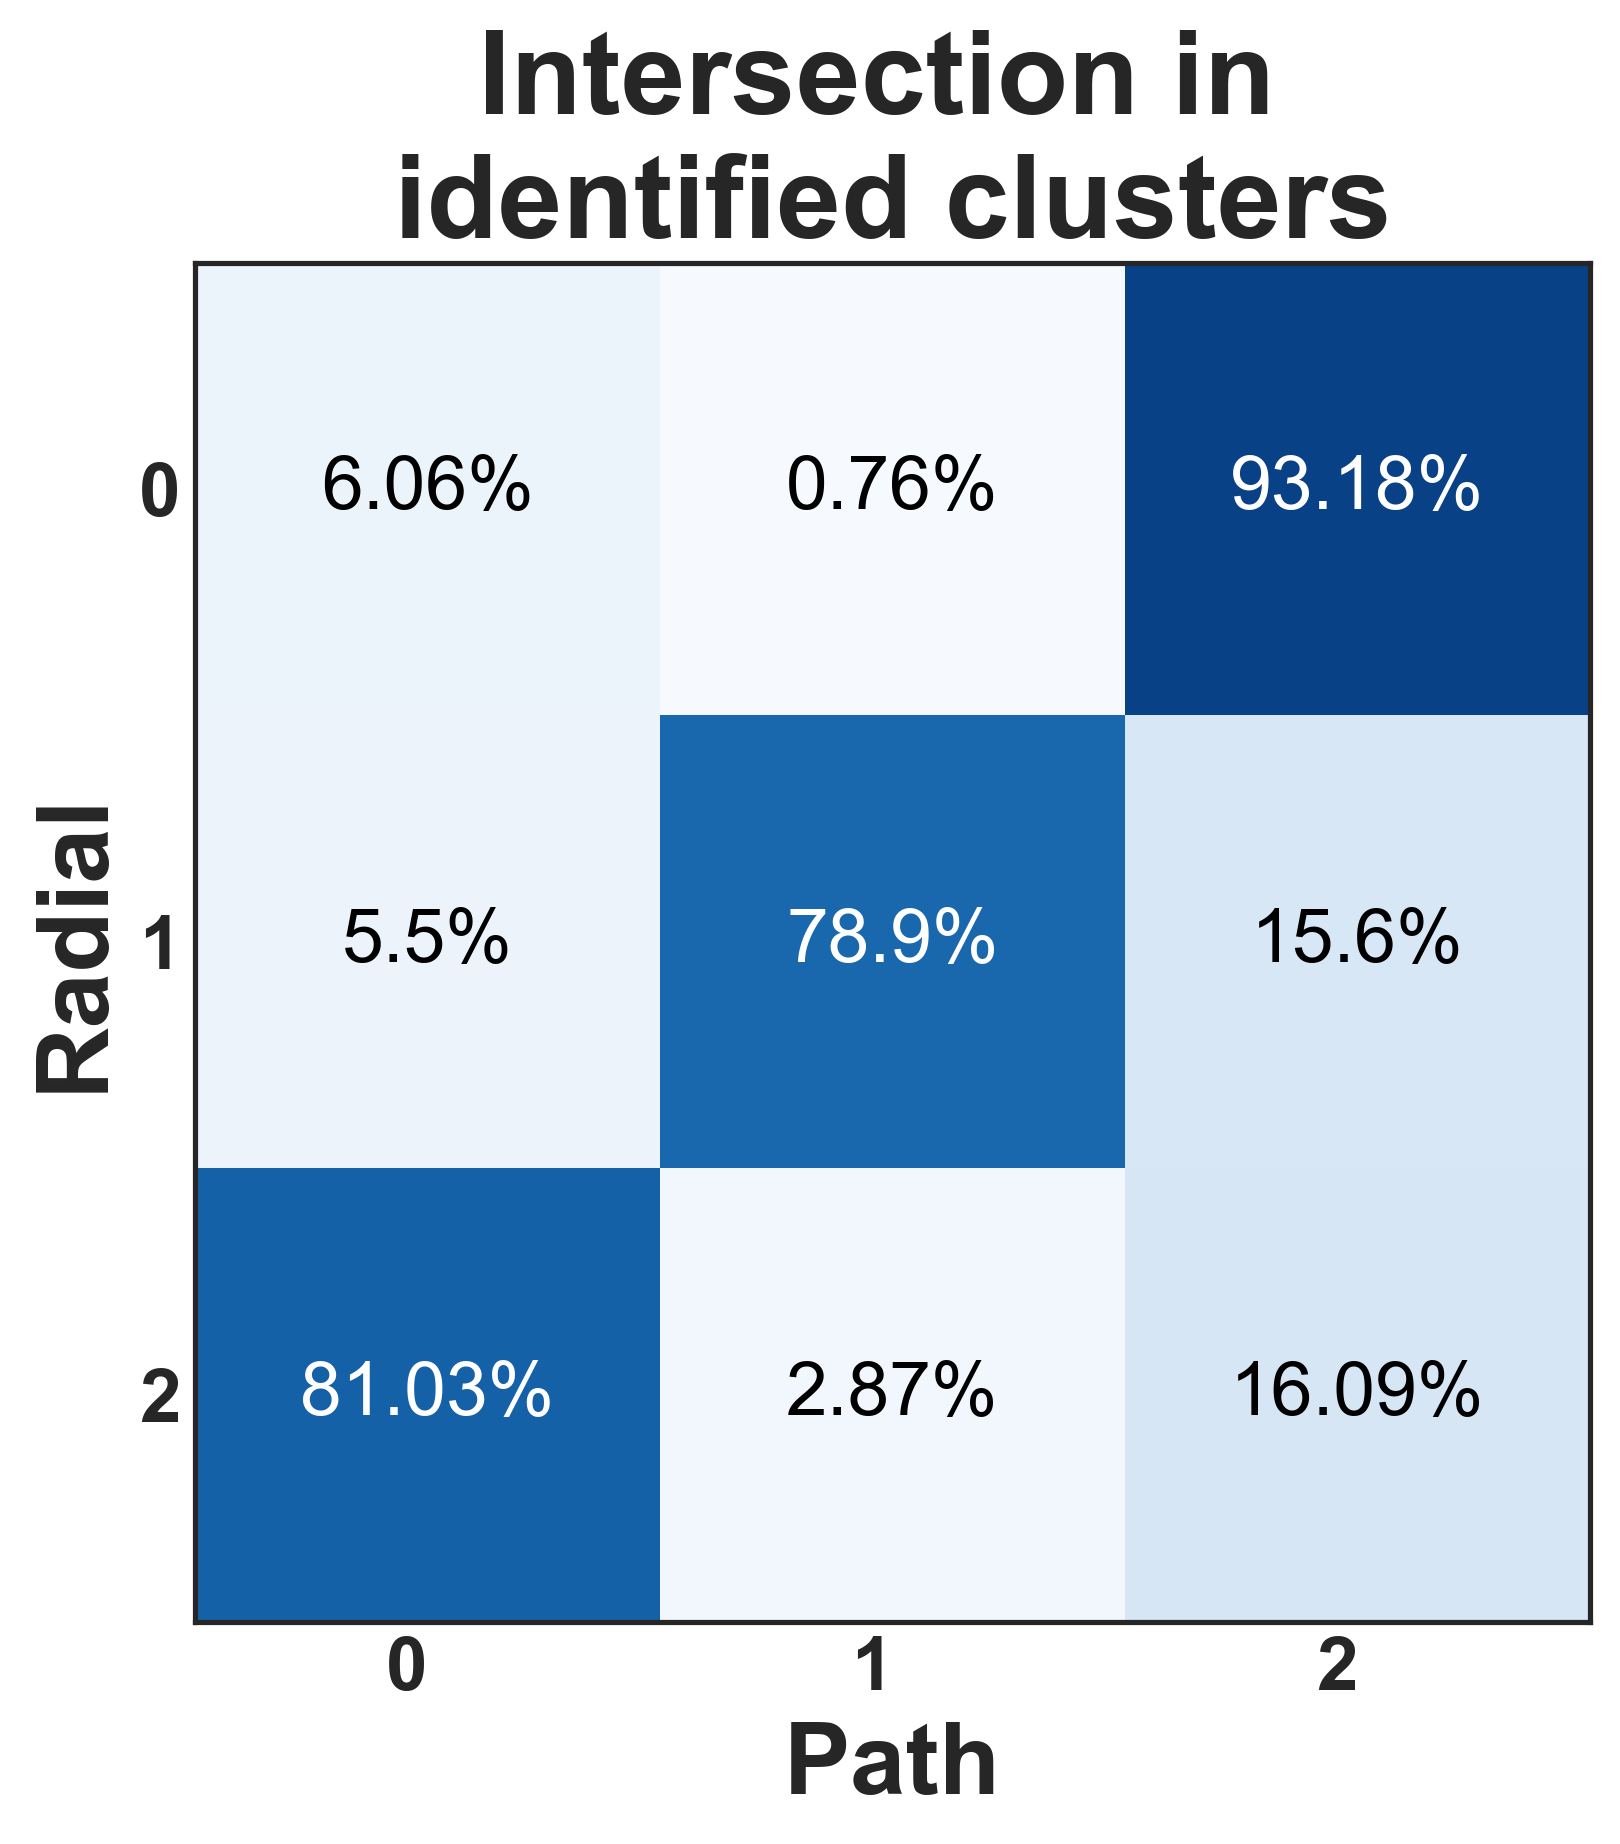 Intersection in
identified clusters
0 6.06% 0.76% 93.18%
Radial
1 5.5% 78.9% 15.6%
2 81.03% 2.87% 16.09%
0 1 2
Path